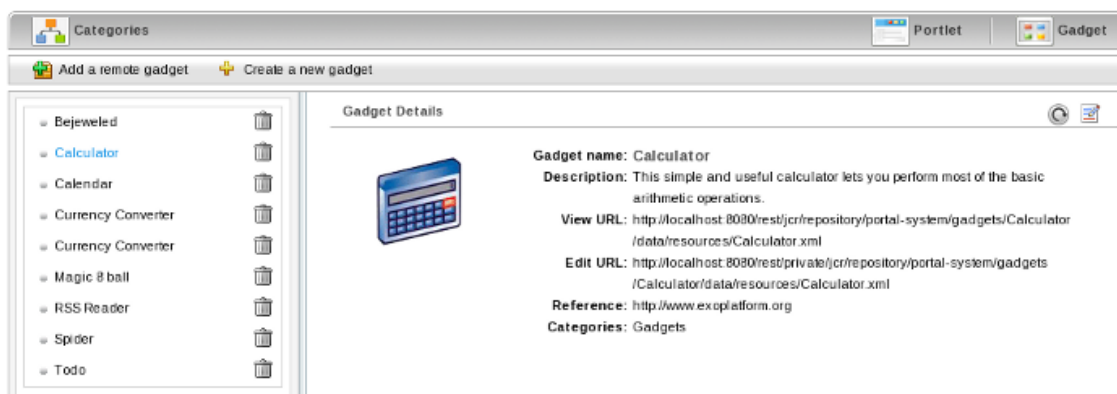 Categories
Portlet
Gadget
Add a remote gadget
Create a new gadget
Bejeweled
Calculator
Calendar
Currency Converter
Currency Converter
Magic 8 ball
RSS Reader
Spider
Todo
Gadget Details
Gadget name: Calculator
Description: This simple and useful calculator lets you perform most of the basic
arithmetic operations.
View URL: http://localhost:8080/rest/jcr/repository/portal-system/gadgets/Calculator
/data/resources/Calculator.xml
Edit URL: http://localhost:8080/rest/private/jcr/repository/portal-system/gadgets
/Calculator/data/resources/Calculator.xml
Reference: http://www.exoplatform.org
Categories: Gadgets